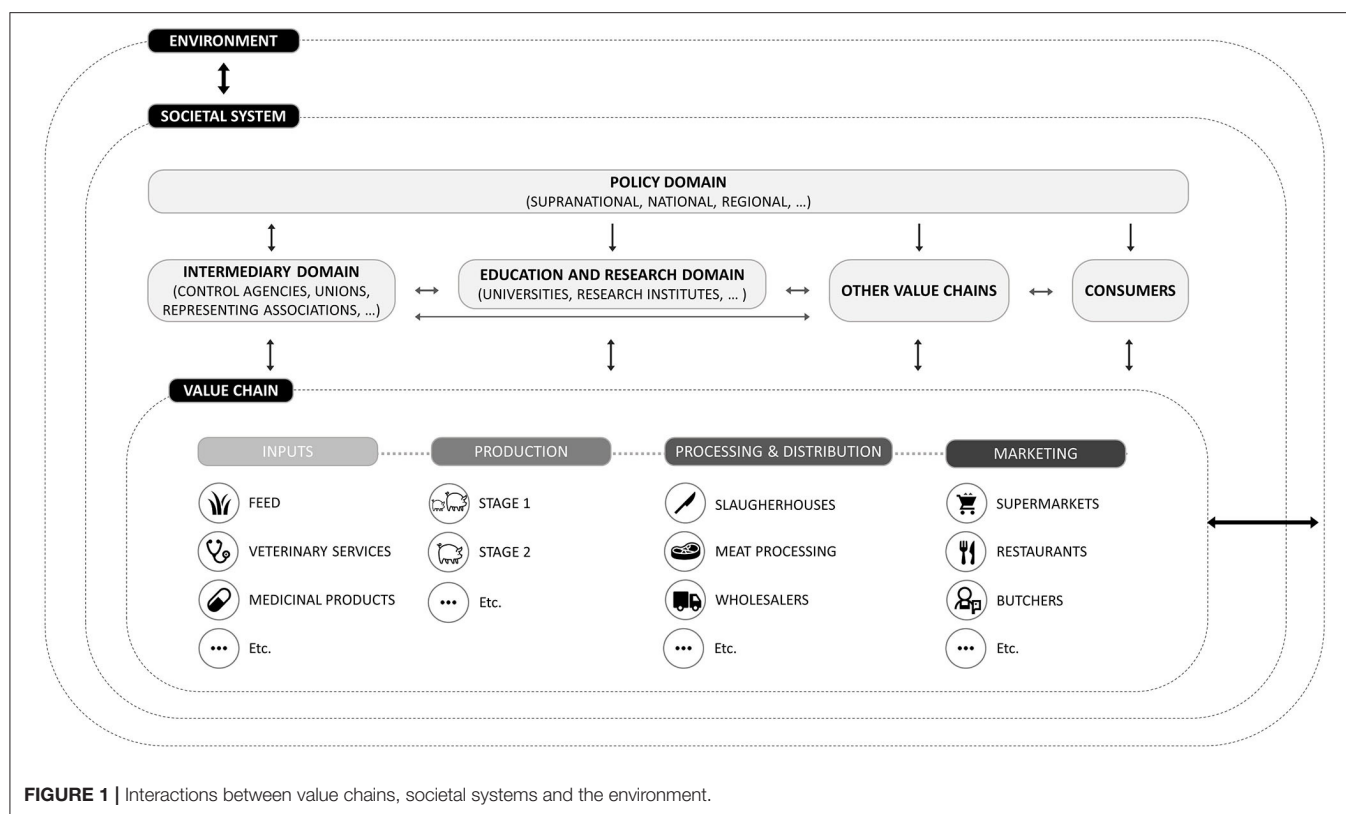 ENVIRONMENT
SOCIETAL SYSTEM
POLICY DOMAIN
(SUPRANATIONAL, NATIONAL, REGIONAL, ...)
INTERMEDIARY DOMAIN
(CONTROL AGENCIES, UNIONS,
REPRESENTING ASSOCIATIONS, ...)
EDUCATION AND RESEARCH DOMAIN
(UNIVERSITIES, RESEARCH INSTITUTES, ... )
OTHER VALUE CHAINS
CONSUMERS
VALUE CHAIN
INPUTS
FEED
VETERINARY SERVICES
MEDICINAL PRODUCTS
Etc.
PRODUCTION
STAGE 1
STAGE 2
Etc.
PROCESSING & DISTRIBUTION
SLAUGHERHOUSES
MEAT PROCESSING
WHOLESALERS
Etc.
MARKETING
SUPERMARKETS
RESTAURANTS
BUTCHERS
Etc.
FIGURE 1 | Interactions between value chains, societal systems and the environment.